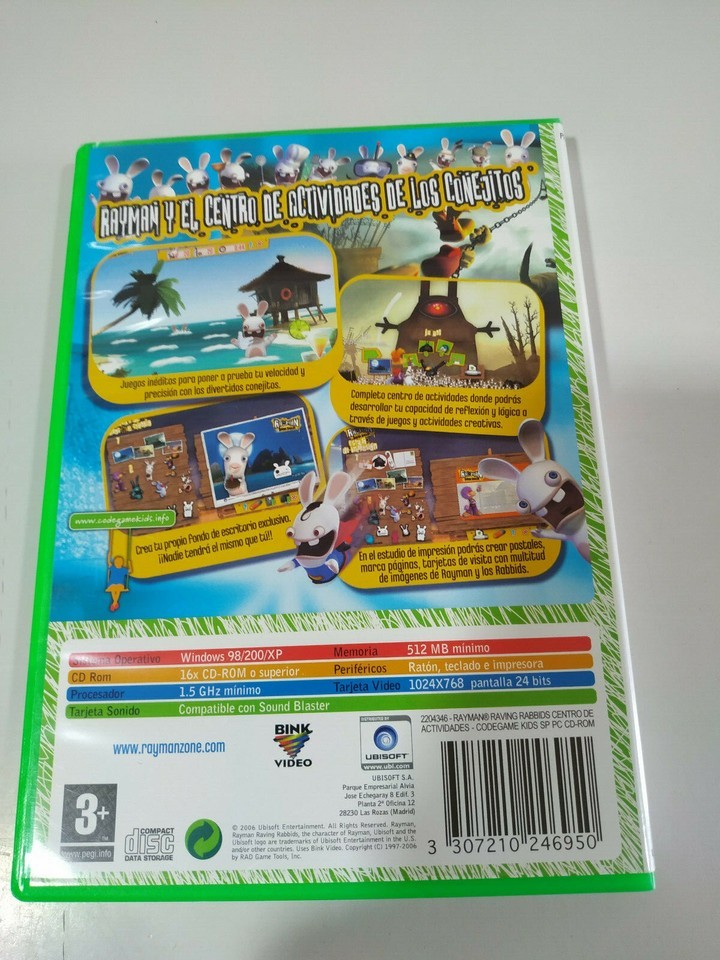 RAYMAN Y EL CENTRO DE ACTIVIDADES DE LOS CONEJITOS
Juegos inéditos para poner a prueba tu velocidad y
precisión con los divertidos conejitos.
Completo centro de actividades donde podrás
desarrollar tu capacidad de reflexión y lógica a
través de juegos y actividades creativas.
www.codegamekids.info
Crea tu propio fondo de escritorio exclusivo.
¡¡Nadie tendrá el mismo que tú!!
En el estudio de impresión podrás crear postales,
marca páginas, tarjetas de visita con multitud
de imágenes de Rayman y los Rabbids.
Sistema Operativo Windows 98/200/XP
Memoria 512 MB mínimo
CD Rom 16x CD-ROM o superior
Periféricos Ratón, teclado e impresora
Procesador 1.5 GHz mínimo
Tarjeta Video 1024X768 pantalla 24 bits
Tarjeta Sonido Compatible con Sound Blaster
www.raymanzone.com
BINK
VIDEO
DISTRIBUTED BY
UBISOFT
www.ubi.com
UBISOFT S.A.
Parque Empresarial Alvia
Jose Echegaray 8 Edif. 3
Planta 2ª Oficina 12
28230 Las Rozas (Madrid)
2204346 - RAYMAN® RAVING RABBIDS CENTRO DE
ACTIVIDADES - CODEGAME KIDS SP PC CD-ROM
3+
www.pegi.info
COMPACT
disc
DATA STORAGE
© 2006 Ubisoft Entertainment. All Rights Reserved. Rayman,
Rayman Raving Rabbids, the character of Rayman, Ubisoft and the
Ubisoft logo are trademarks of Ubisoft Entertainment in the U.S.
and/or other countries. Uses Bink Video. Copyright (C) 1997-2006
by RAD Game Tools, Inc.
3 307210 246950